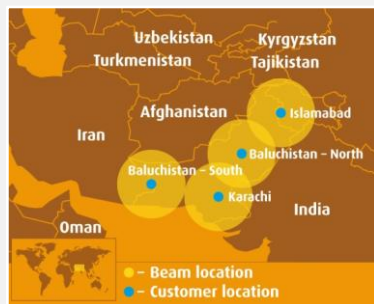 Uzbekistan
Kyrgyzstan
Turkmenistan
Tajikistan
Afghanistan
Islamabad
Iran
Baluchistan – North
Baluchistan – South
Karachi
India
Oman
– Beam location
– Customer location